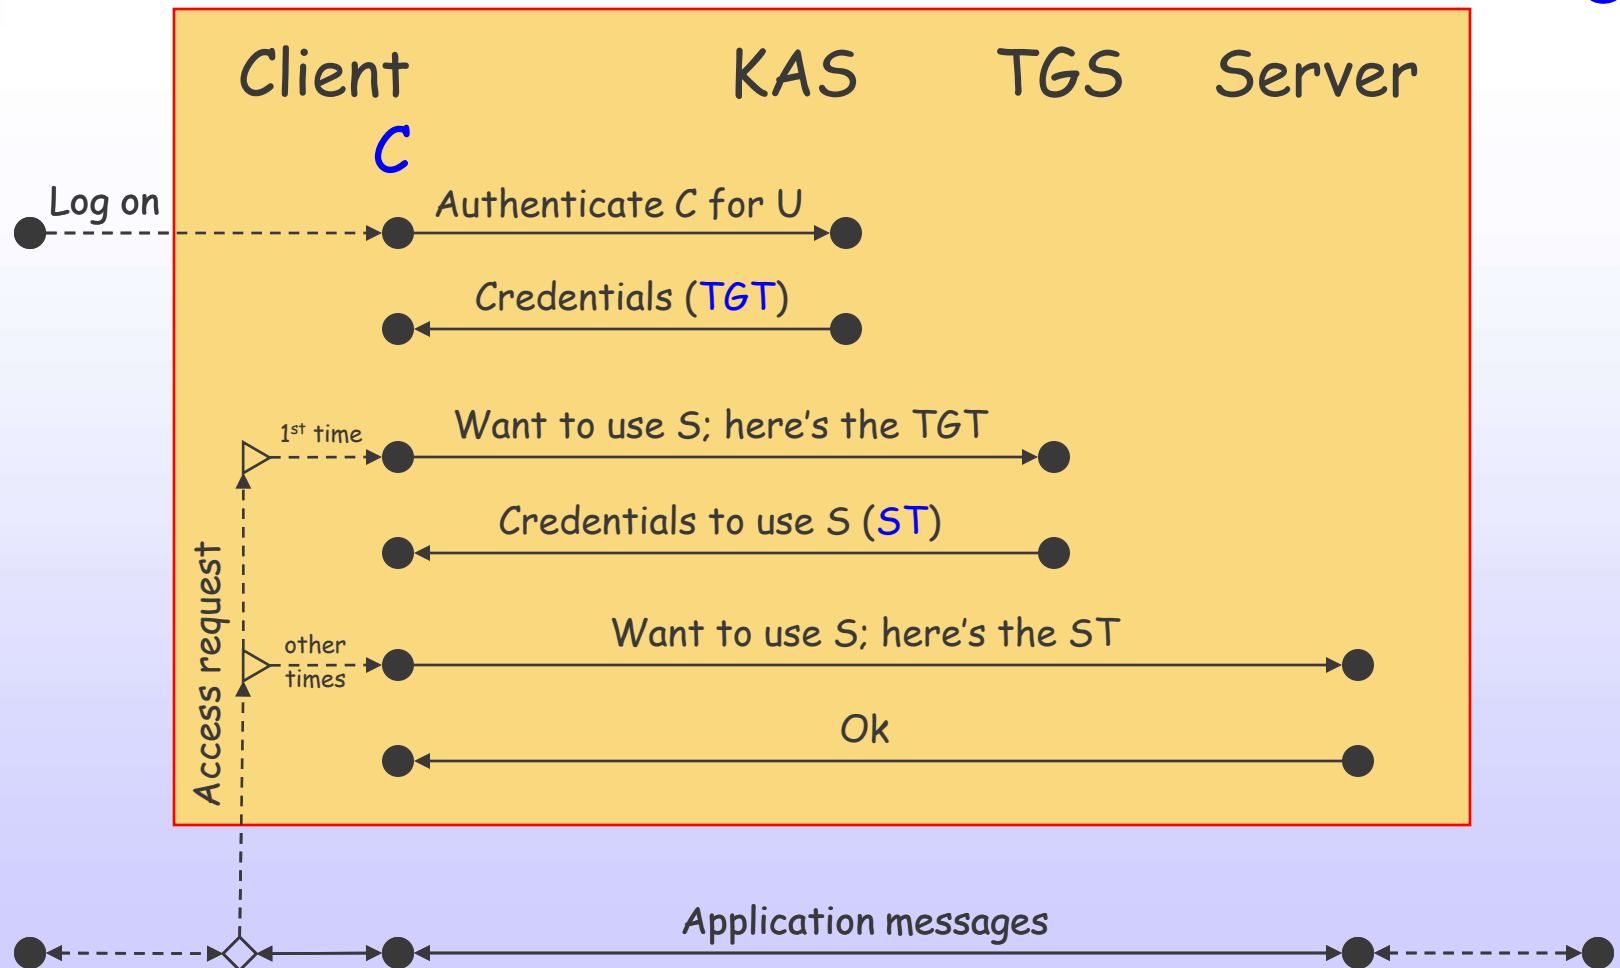 Client KAS TGS Server
C
Log on
Authenticate C for U
Credentials (TGT)
1st time
Want to use S; here's the TGT
Credentials to use S (ST)
Access request
other
times
Want to use S; here's the ST
Ok
Application messages